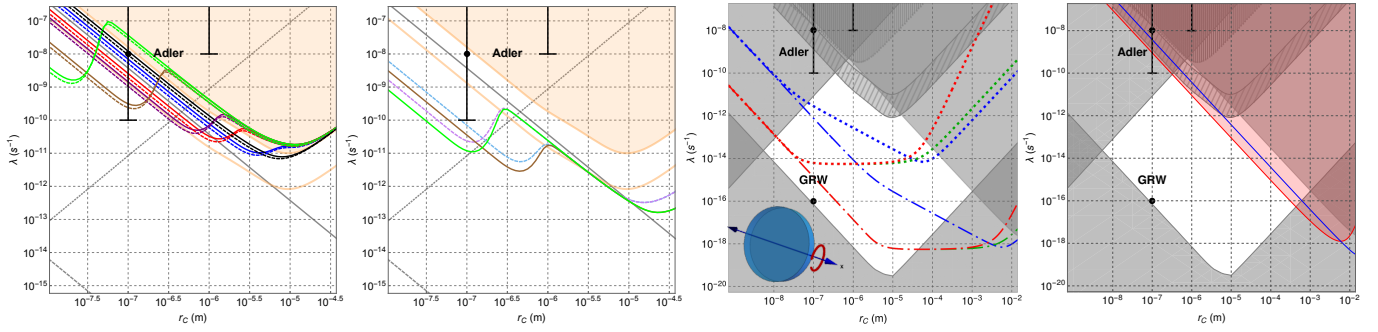 λ (s⁻¹)
10⁻⁷
10⁻⁸
10⁻⁹
10⁻¹⁰
10⁻¹¹
10⁻¹²
10⁻¹³
10⁻¹⁴
10⁻¹⁵
Adler
10^-7.5 10⁻⁷ 10^-6.5 10⁻⁶ 10^-5.5 10⁻⁵ 10^-4.5
r_C (m)
λ (s⁻¹)
10⁻⁷
10⁻⁸
10⁻⁹
10⁻¹⁰
10⁻¹¹
10⁻¹²
10⁻¹³
10⁻¹⁴
10⁻¹⁵
Adler
10^-7.5 10⁻⁷ 10^-6.5 10⁻⁶ 10^-5.5 10⁻⁵ 10^-4.5
r_C (m)
λ (s⁻¹)
10⁻⁸
10⁻¹⁰
10⁻¹²
10⁻¹⁴
10⁻¹⁶
10⁻¹⁸
10⁻²⁰
Adler
GRW
x
10⁻⁸ 10⁻⁷ 10⁻⁶ 10⁻⁵ 10⁻⁴ 10⁻³ 10⁻²
r_C (m)
λ (s⁻¹)
10⁻⁸
10⁻¹⁰
10⁻¹²
10⁻¹⁴
10⁻¹⁶
10⁻¹⁸
10⁻²⁰
Adler
GRW
10⁻⁸ 10⁻⁷ 10⁻⁶ 10⁻⁵ 10⁻⁴ 10⁻³ 10⁻²
r_C (m)